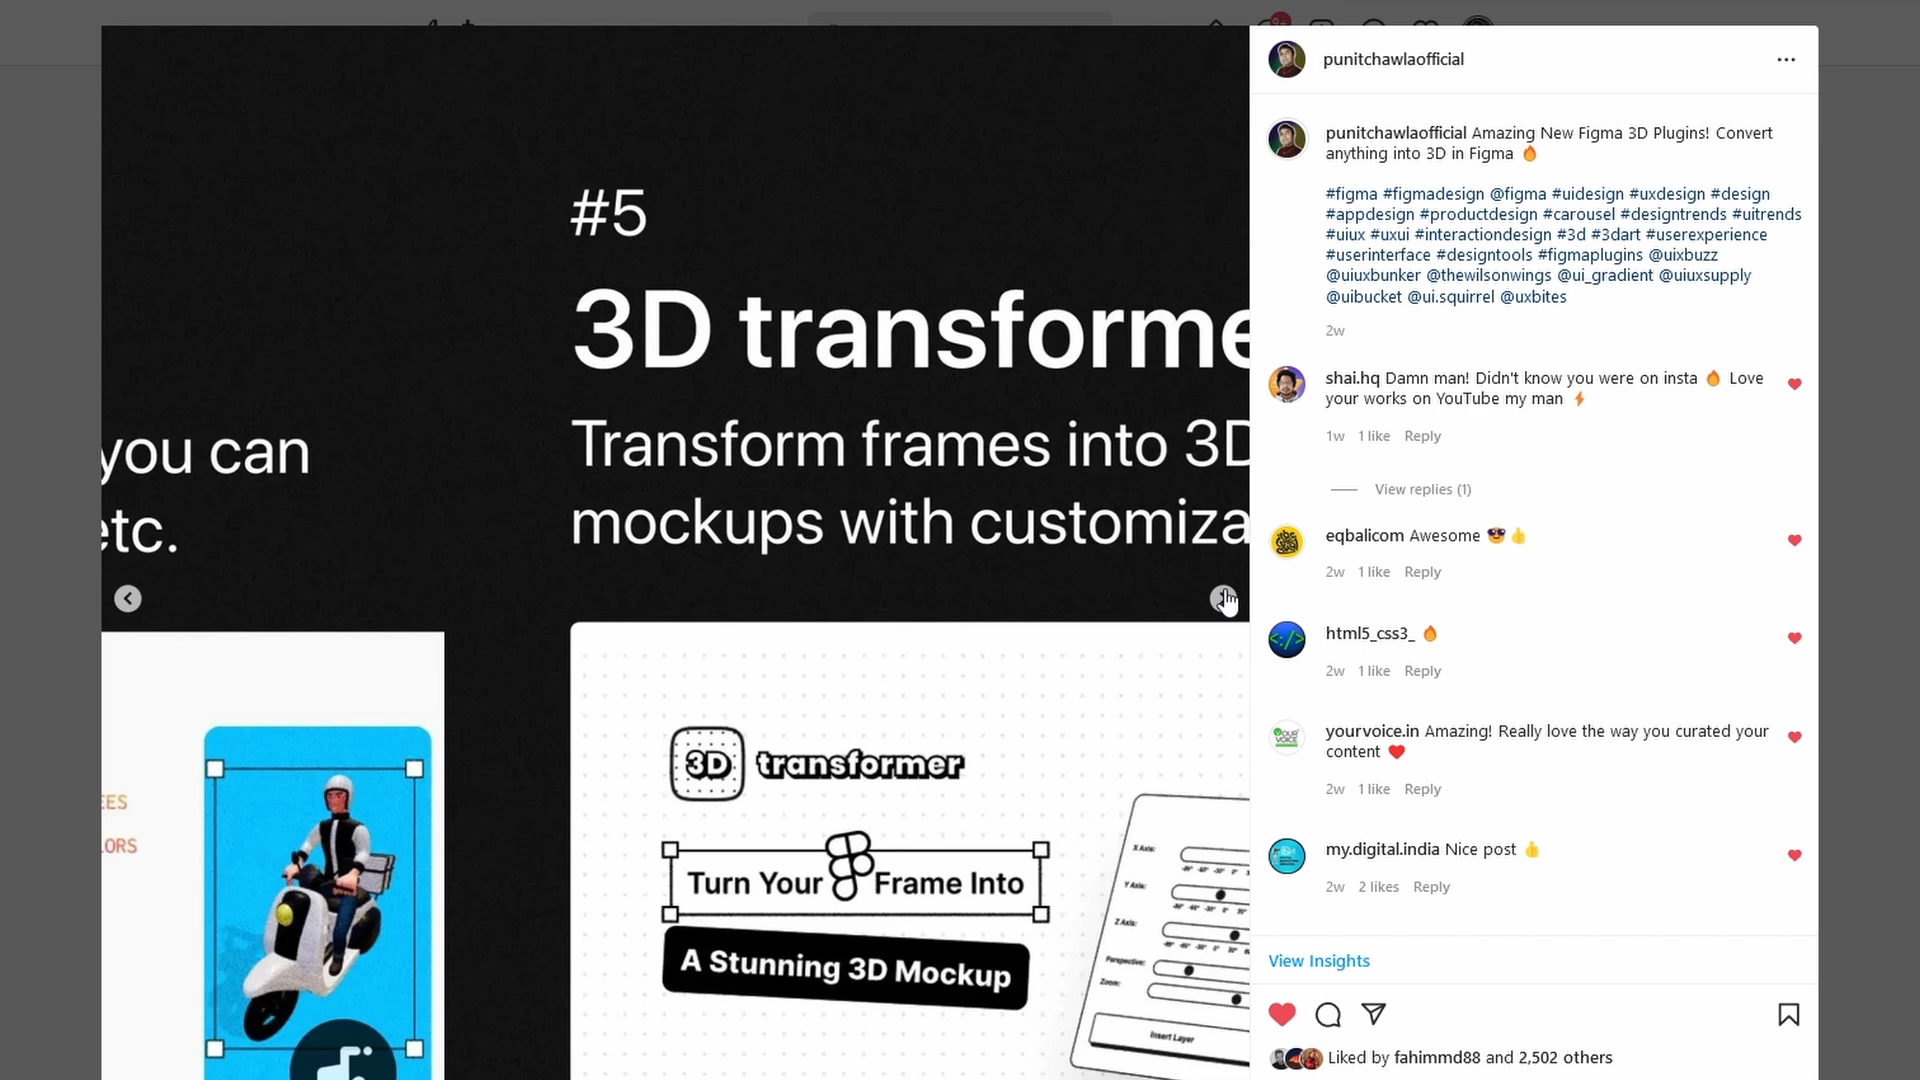 9+
you can
etc.
EES
LORS
#5
3D transforme
Transform frames into 3D
mockups with customiza
3D transformer
Turn Your Frame Into
A Stunning 3D Mockup
X Axis:
Y Axis:
Z Axis:
Perspective:
Zoom:
Insert Layer
punitchawlaofficial
punitchawlaofficial Amazing New Figma 3D Plugins! Convert
anything into 3D in Figma 🔥
#figma #figmadesign @figma #uidesign #uxdesign #design
#appdesign #productdesign #carousel #designtrends #uitrends
#uiux #uxui #interactiondesign #3d #3dart #userexperience
#userinterface #designtools #figmaplugins @uixbuzz
@uiuxbunker @thewilsonwings @ui_gradient @uiuxsupply
@uibucket @ui.squirrel @uxbites
2w
shai.hq Damn man! Didn't know you were on insta 🔥 Love
your works on YouTube my man ⚡
1w 1 like Reply
View replies (1)
eqbalicom Awesome 😎👍
2w 1 like Reply
html5_css3_ 🔥
2w 1 like Reply
yourvoice.in Amazing! Really love the way you curated your
content ❤️
2w 1 like Reply
my.digital.india Nice post 👍
2w 2 likes Reply
View Insights
Liked by fahimmd88 and 2,502 others